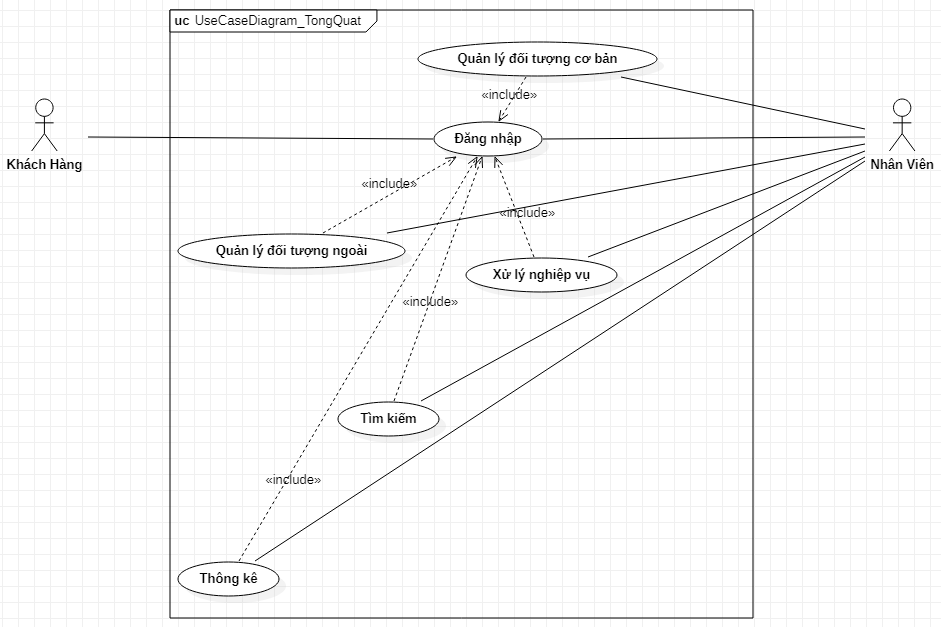 uc UseCaseDiagram_TongQuat
Quản lý đối tượng cơ bản
«include»
Đăng nhập
Khách Hàng
Nhân Viên
«include»
«include»
Quản lý đối tượng ngoài
Xử lý nghiệp vụ
«include»
Tìm kiếm
«include»
Thông kê